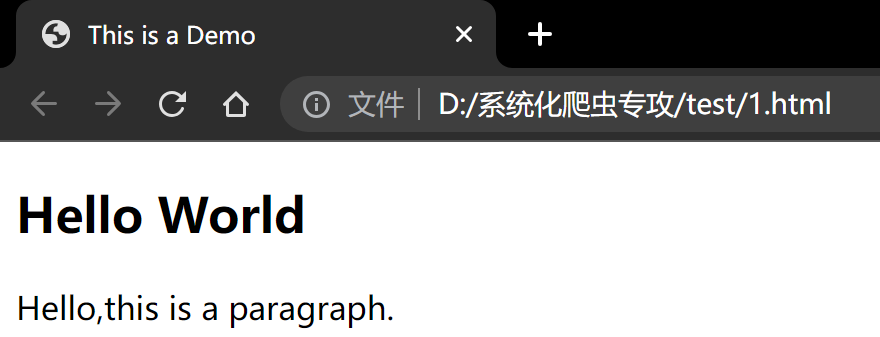 This is a Demo
文件 D:/系统化爬虫专攻/test/1.html
Hello World
Hello,this is a paragraph.